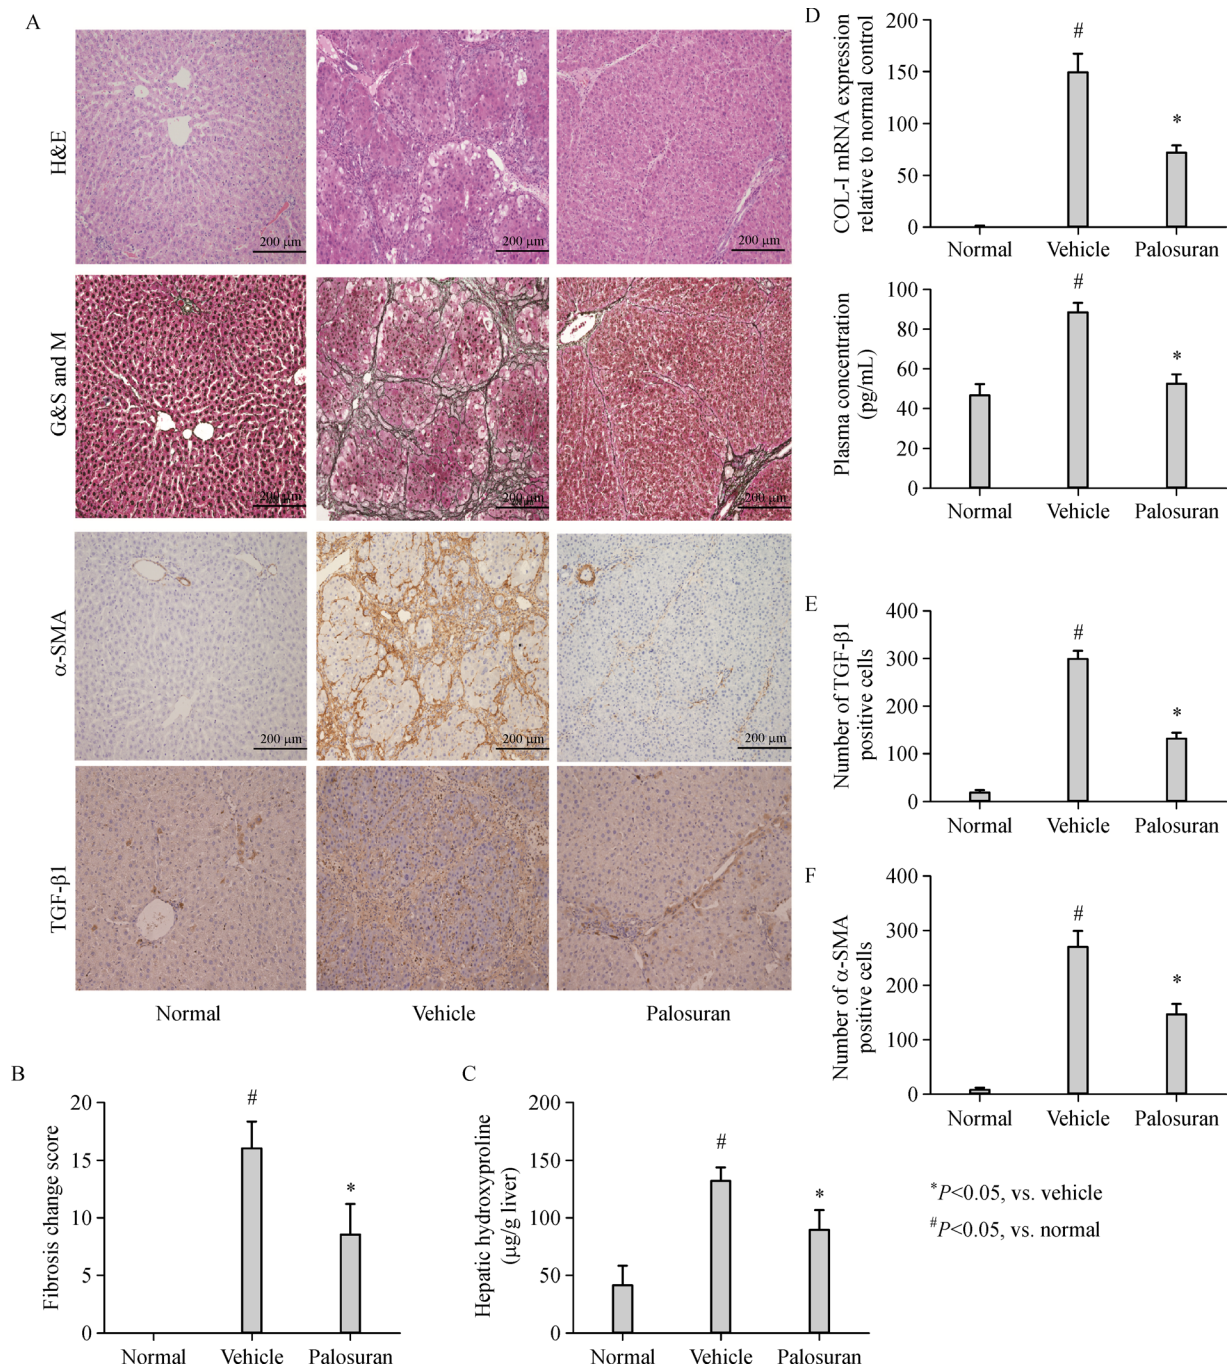 A
H&E
200 μm
200 μm
200 μm
G&S and M
200 μm
200 μm
200 μm
α-SMA
200 μm
200 μm
200 μm
TGF-β1
Normal
Vehicle
Palosuran
B
Fibrosis change score
20
15
10
5
0
#
*
Normal
Vehicle
Palosuran
C
Hepatic hydroxyproline
(μg/g liver)
200
150
100
50
0
#
*
Normal
Vehicle
Palosuran
D
COL-I mRNA expression
relative to normal control
200
150
100
50
0
#
*
Normal
Vehicle
Palosuran
Plasma concentration
(pg/mL)
100
80
60
40
20
0
#
*
Normal
Vehicle
Palosuran
E
Number of TGF-β1
positive cells
400
300
200
100
0
#
*
Normal
Vehicle
Palosuran
F
Number of α-SMA
positive cells
400
300
200
100
0
#
*
Normal
Vehicle
Palosuran
*P<0.05, vs. vehicle
#P<0.05, vs. normal